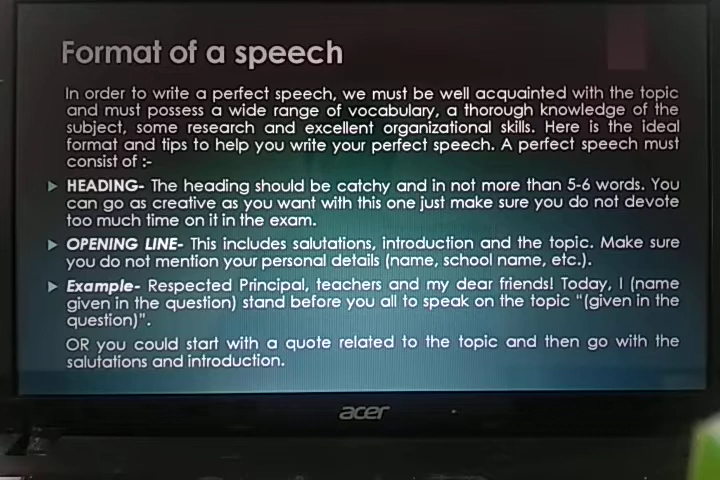 Format of a speech
In order to write a perfect speech, we must be well acquainted with the topic
and must possess a wide range of vocabulary, a thorough knowledge of the
subject, some research and excellent organizational skills. Here is the ideal
format and tips to help you write your perfect speech. A perfect speech must
consist of :-
HEADING- The heading should be catchy and in not more than 5-6 words. You
can go as creative as you want with this one just make sure you do not devote
too much time on it in the exam.
OPENING LINE- This includes salutations, introduction and the topic. Make sure
you do not mention your personal details (name, school name, etc.).
Example- Respected Principal, teachers and my dear friends! Today, I (name
given in the question) stand before you all to speak on the topic “(given in the
question)”.
OR you could start with a quote related to the topic and then go with the
salutations and introduction.
acer